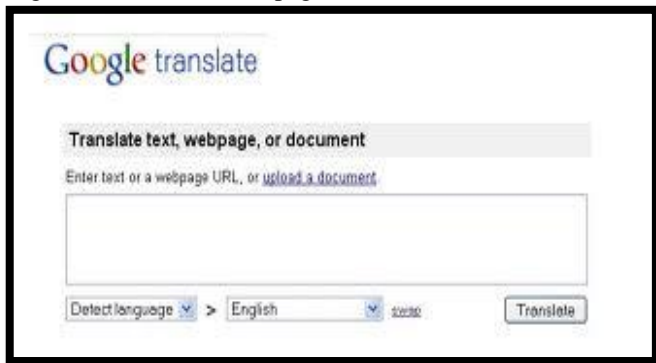 Google translate
Translate text, webpage, or document
Enter text or a webpage URL, or upload a document
Detect language > English swap Translate